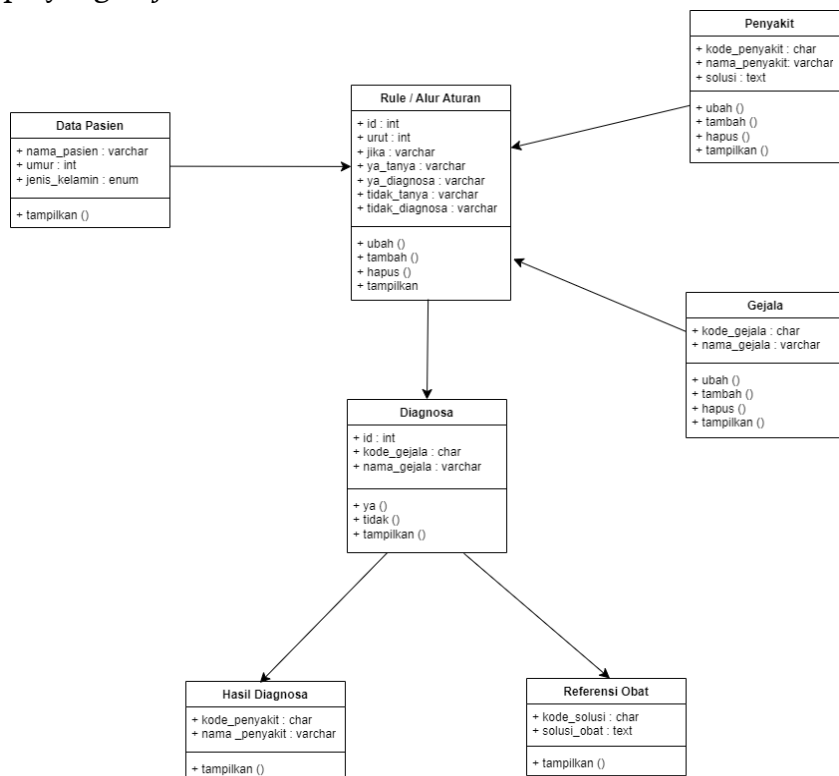 Penyakit
+ kode_penyakit : char
+ nama_penyakit: varchar
+ solusi : text
+ ubah ()
+ tambah ()
+ hapus ()
+ tampilkan ()
Rule / Alur Aturan
+ id : int
+ urut : int
+ jika : varchar
+ ya_tanya : varchar
+ ya_diagnosa : varchar
+ tidak_tanya : varchar
+ tidak_diagnosa : varchar
+ ubah ()
+ tambah ()
+ hapus ()
+ tampilkan
Data Pasien
+ nama_pasien : varchar
+ umur : int
+ jenis_kelamin : enum
+ tampilkan ()
Gejala
+ kode_gejala : char
+ nama_gejala : varchar
+ ubah ()
+ tambah ()
+ hapus ()
+ tampilkan ()
Diagnosa
+ id : int
+ kode_gejala : char
+ nama_gejala : varchar
+ ya ()
+ tidak ()
+ tampilkan ()
Hasil Diagnosa
+ kode_penyakit : char
+ nama _penyakit : varchar
+ tampilkan ()
Referensi Obat
+ kode_solusi : char
+ solusi_obat : text
+ tampilkan ()